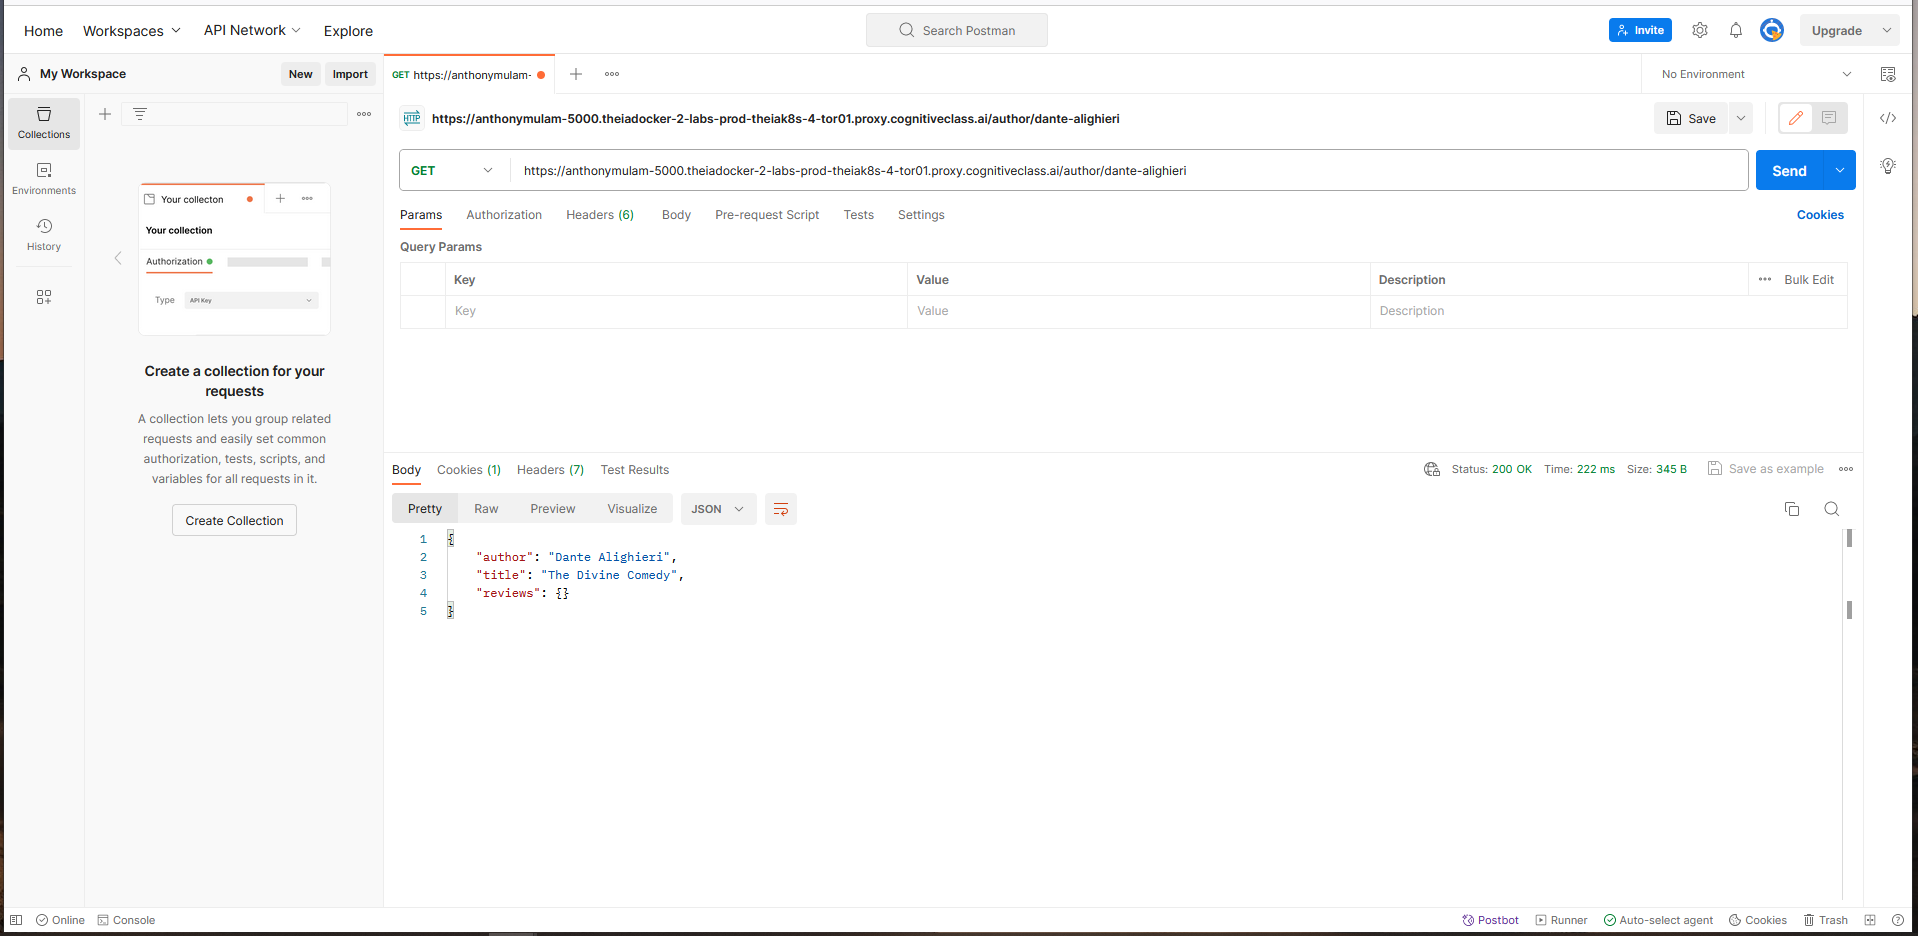 Home Workspaces API Network Explore Search Postman Invite Upgrade
My Workspace New Import GET https://anthonymulam- No Environment
Collections
Environments
History
Your collecton
Your collection
Authorization
Type API Key
Create a collection for your
requests
A collection lets you group related
requests and easily set common
authorization, tests, scripts, and
variables for all requests in it.
Create Collection
HTTP https://anthonymulam-5000.theiadocker-2-labs-prod-theiak8s-4-tor01.proxy.cognitiveclass.ai/author/dante-alighieri Save
GET https://anthonymulam-5000.theiadocker-2-labs-prod-theiak8s-4-tor01.proxy.cognitiveclass.ai/author/dante-alighieri Send
Params Authorization Headers (6) Body Pre-request Script Tests Settings Cookies
Query Params
Key Value Description Bulk Edit
Key Value Description
Body Cookies (1) Headers (7) Test Results Status: 200 OK Time: 222 ms Size: 345 B Save as example
Pretty Raw Preview Visualize JSON
1 {
2 "author": "Dante Alighieri",
3 "title": "The Divine Comedy",
4 "reviews": {}
5 }
Online Console Postbot Runner Auto-select agent Cookies Trash